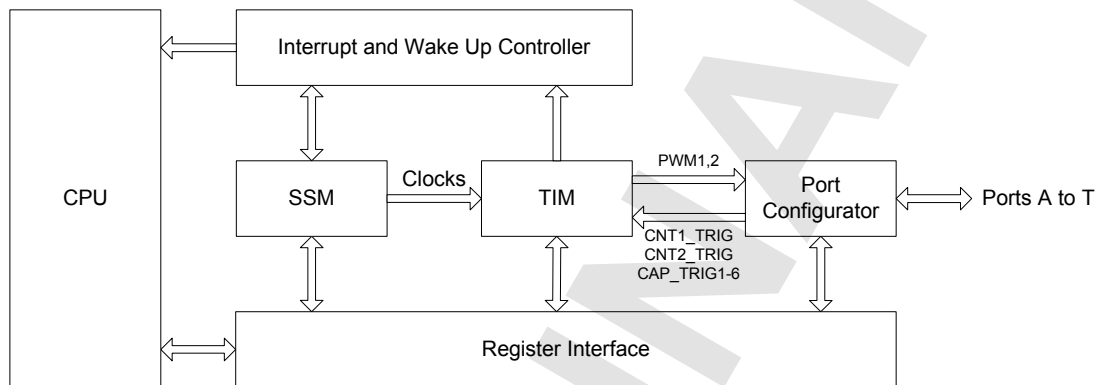 Interrupt and Wake Up Controller
CPU
SSM
Clocks
TIM
PWM1,2
CNT1_TRIG
CNT2_TRIG
CAP_TRIG1-6
Port
Configurator
Ports A to T
Register Interface